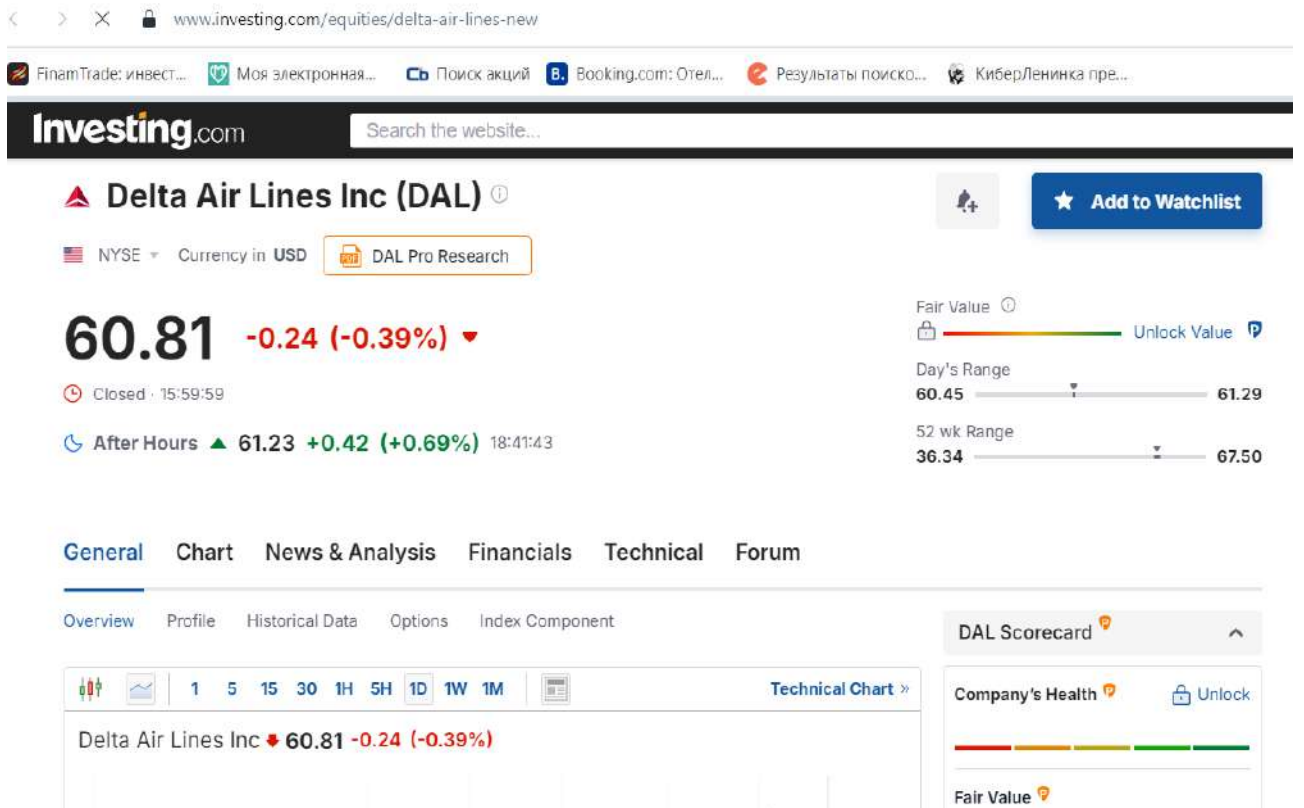 www.investing.com/equities/delta-air-lines-new
FinamTrade: инвест... Моя электронная... Сb Поиск акций B. Booking.com: Отел... Результаты поиско... КиберЛенинка пре...
Investing.com Search the website...
Delta Air Lines Inc (DAL)
Add to Watchlist
NYSE Currency in USD PDF DAL Pro Research
60.81 -0.24 (-0.39%)
Fair Value
Unlock Value
Closed · 15:59:59
Day's Range
60.45 61.29
After Hours 61.23 +0.42 (+0.69%) 18:41:43
52 wk Range
36.34 67.50
General Chart News & Analysis Financials Technical Forum
Overview Profile Historical Data Options Index Component
DAL Scorecard
1 5 15 30 1H 5H 1D 1W 1M Technical Chart »
Company's Health Unlock
Delta Air Lines Inc 60.81 -0.24 (-0.39%)
Fair Value